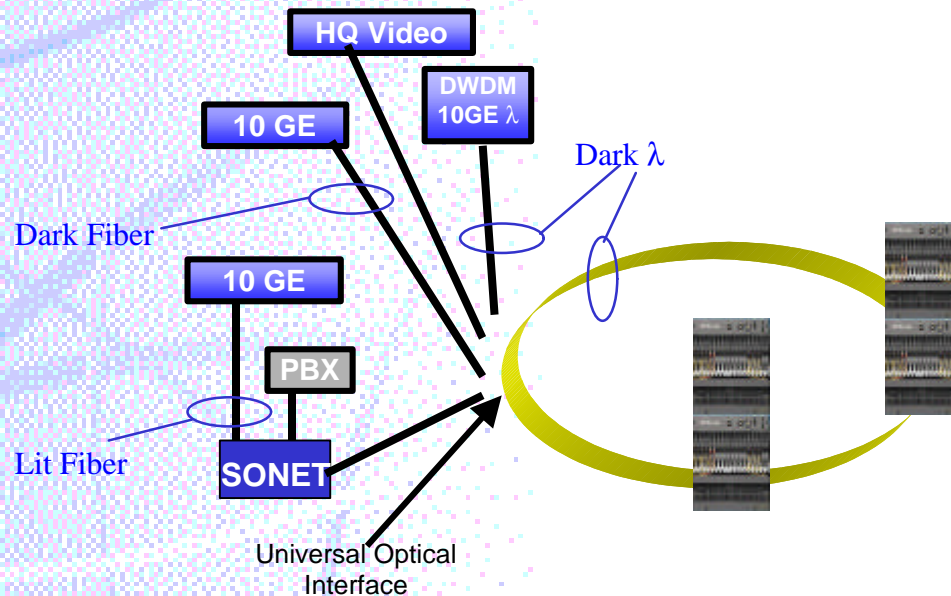 HQ Video
DWDM
10GE λ
10 GE
Dark λ
Dark Fiber
10 GE
PBX
Lit Fiber
SONET
Universal Optical
Interface